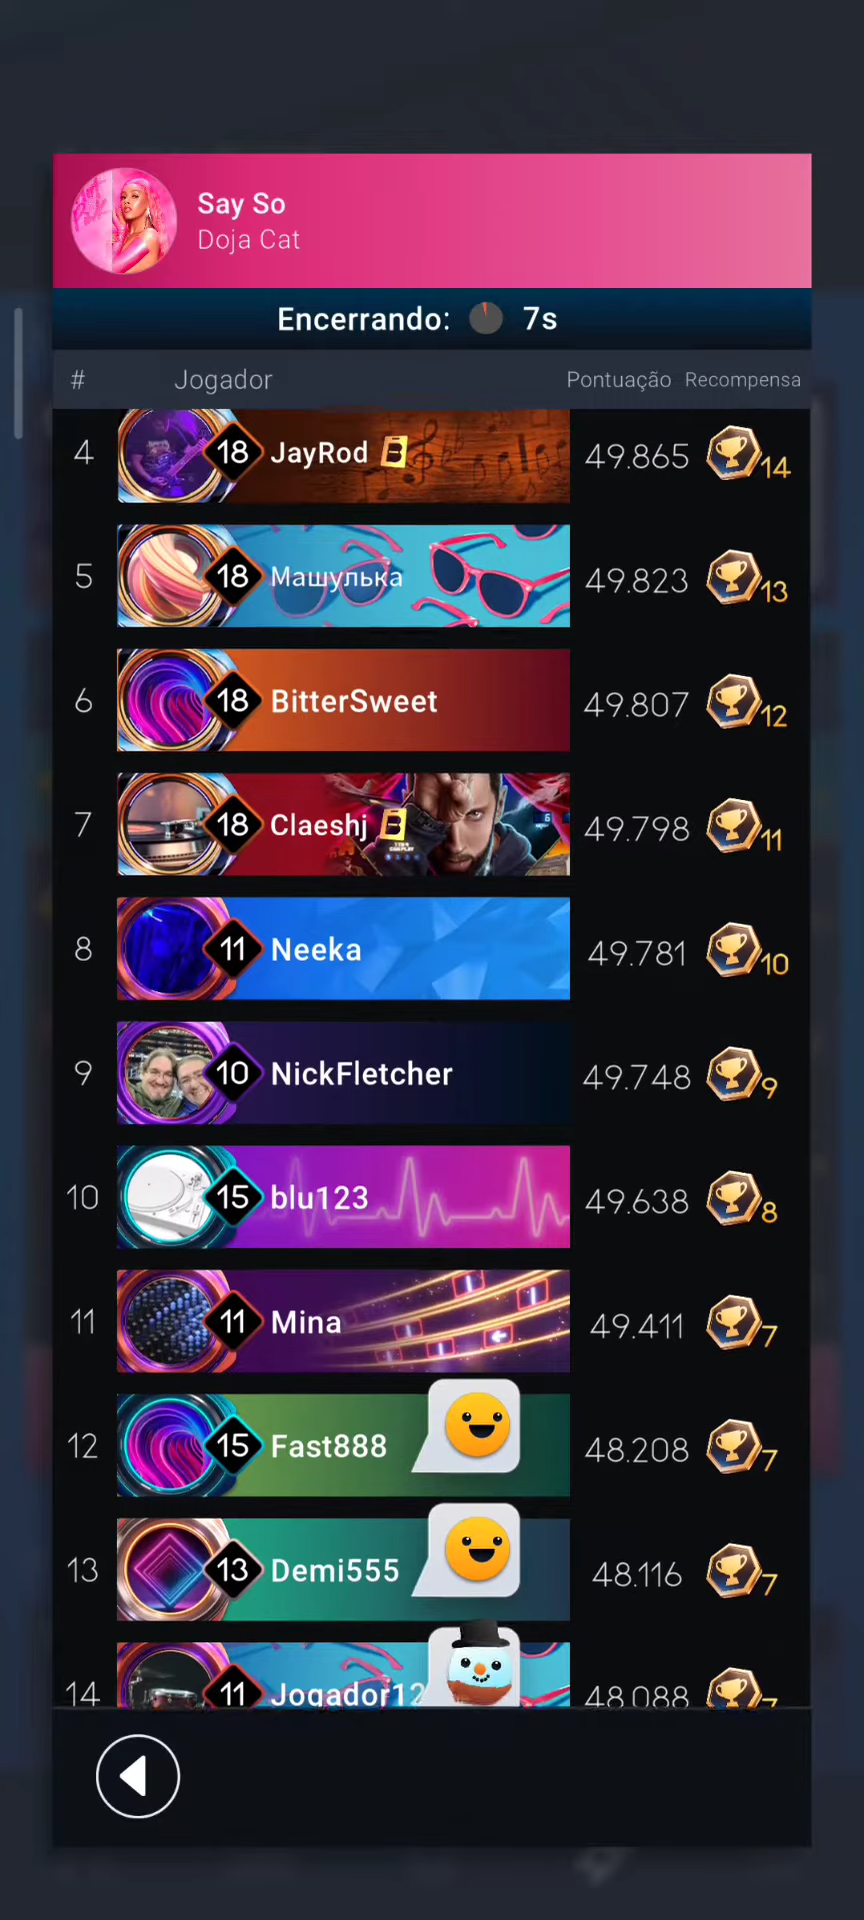 Say So
Doja Cat
Encerrando: 7s
# Jogador Pontuação Recompensa
4 18 JayRod 49.865 14
5 18 Машулька 49.823 13
6 18 BitterSweet 49.807 12
7 18 Claeshj 49.798 11
8 11 Neeka 49.781 10
9 10 NickFletcher 49.748 9
10 15 blu123 49.638 8
11 11 Mina 49.411 7
12 15 Fast888 48.208 7
13 13 Demi555 48.116 7
14 11 Jogador12 48.088 7